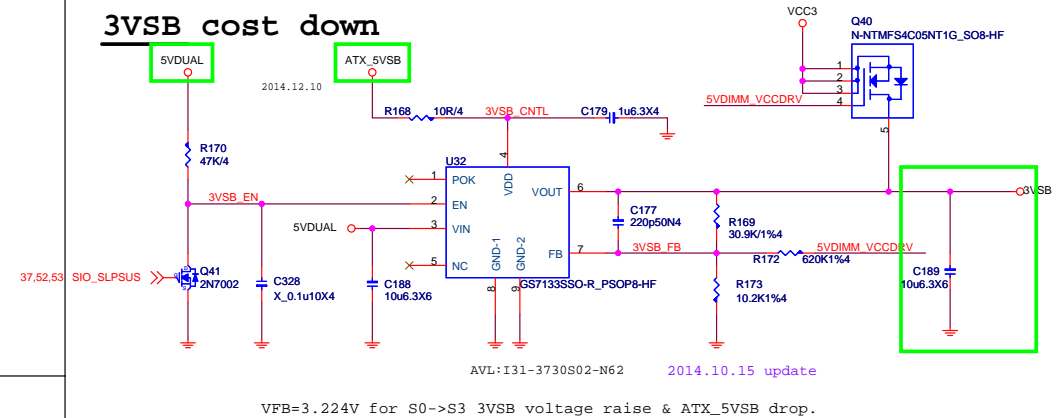 3VSB cost down
5VDUAL
ATX_5VSB
VCC3
Q40
N-NTMFS4C05NT1G_SO8-HF
2014.12.10
1
2
3
4
5
5VDIMM_VCCDRV
R168
10R/4
3VSB_CNTL
C179
1u6.3X4
R170
47K/4
U32
4
VDD
1
POK
VOUT
6
3VSB
3VSB_EN
2
EN
C177
220p50N4
R169
30.9K/1%4
5VDUAL
3
VIN
FB
7
3VSB_FB
5VDIMM_VCCDRV
R172
620K1%4
5
NC
GND-1
GND-2
8
9
GS7133SSO-R_PSOP8-HF
37,52,53
SIO_SLPSUS
Q41
2N7002
C328
X_0.1u10X4
C188
10u6.3X6
R173
10.2K1%4
C189
10u6.3X6
AVL:I31-3730S02-N62
2014.10.15 update
VFB=3.224V for S0->S3 3VSB voltage raise & ATX_5VSB drop.